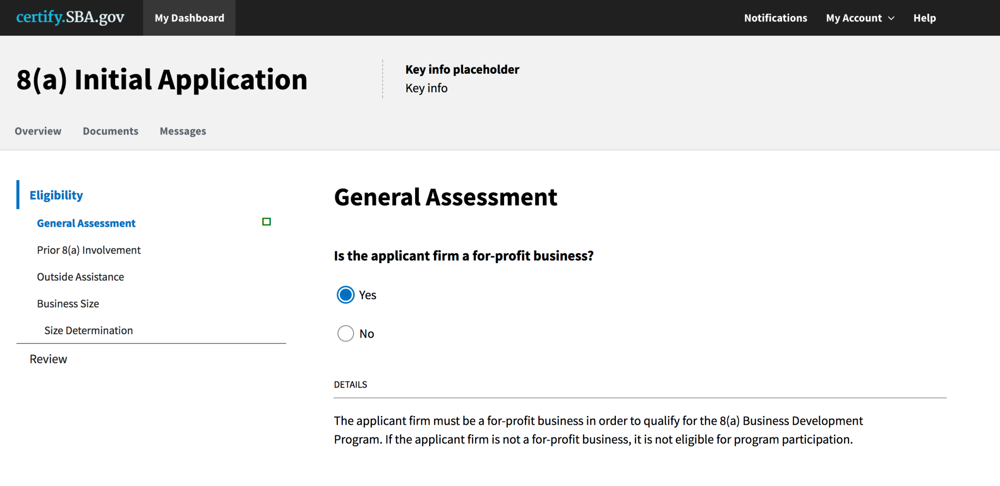 certify.SBA.gov My Dashboard Notifications My Account Help
8(a) Initial Application
Key info placeholder
Key info
Overview Documents Messages
Eligibility
General Assessment
Prior 8(a) Involvement
Outside Assistance
Business Size
Size Determination
Review
General Assessment
Is the applicant firm a for-profit business?
Yes
No
DETAILS
The applicant firm must be a for-profit business in order to qualify for the 8(a) Business Development
Program. If the applicant firm is not a for-profit business, it is not eligible for program participation.